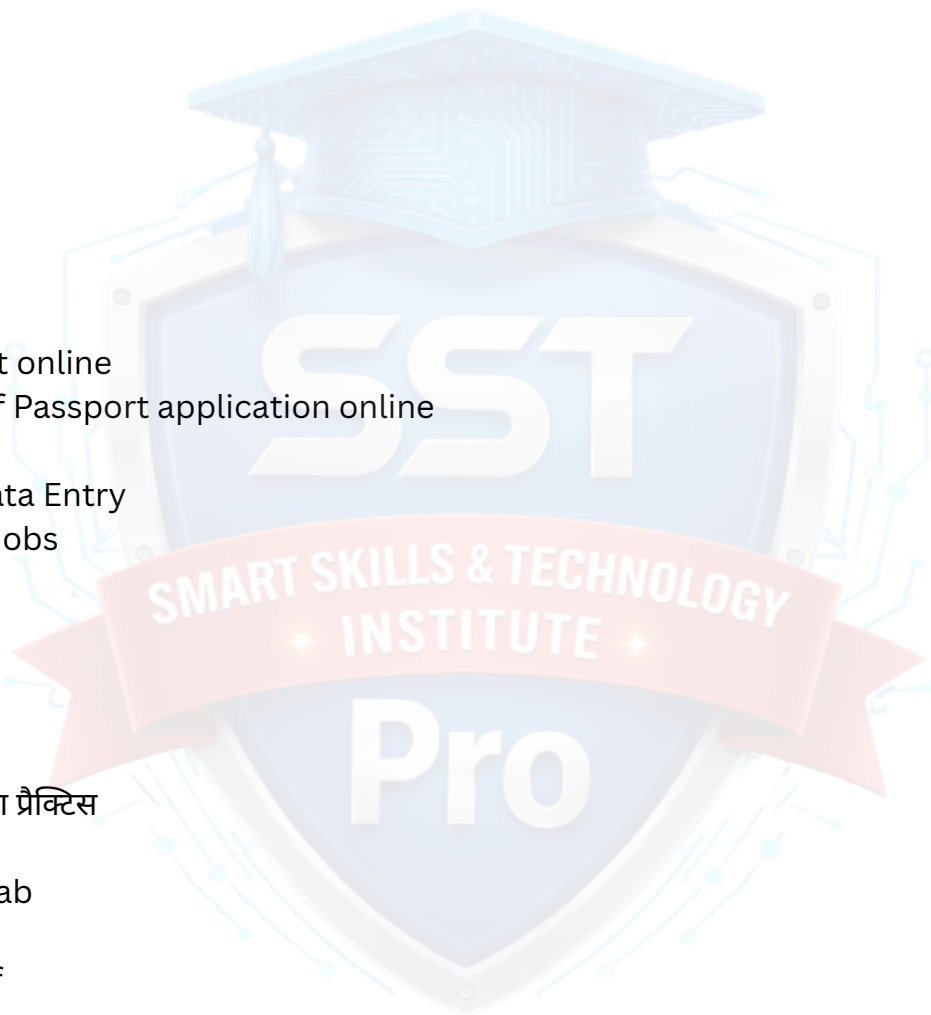 SST
t online
f Passport application online
ata Entry
obs
SMART SKILLS & TECHNOLOGY
INSTITUTE
Pro
ा प्रैक्टिस
ab